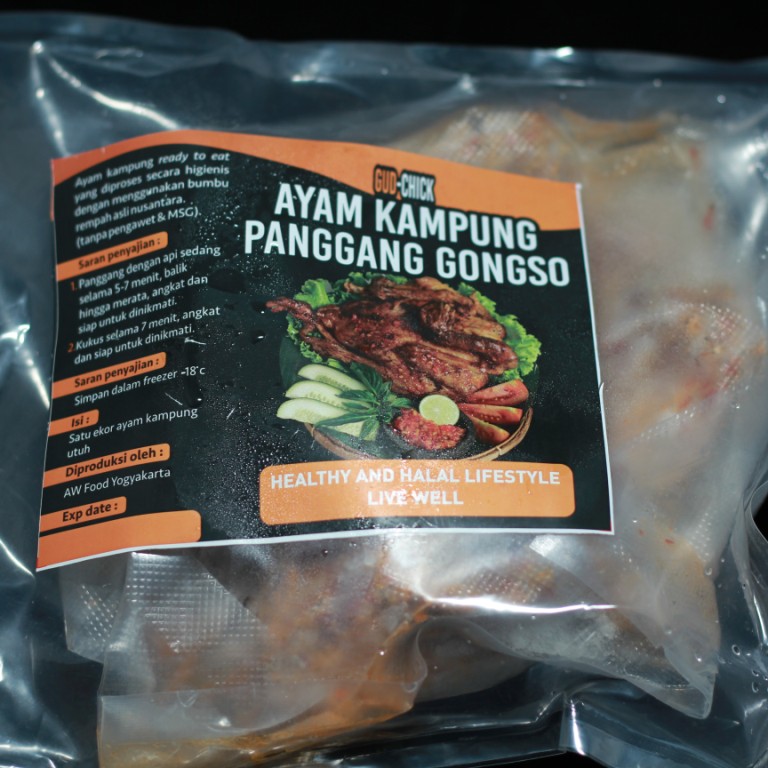 GUD-CHICK
AYAM KAMPUNG
PANGGANG GONGSO
Ayam kampung ready to eat
yang diproses secara higienis
dengan menggunakan bumbu
rempah asli nusantara.
(tanpa pengawet & MSG).
Saran penyajian :
1. Panggang dengan api sedang
selama 5-7 menit, balik
hingga merata, angkat dan
siap untuk dinikmati.
2. Kukus selama 7 menit, angkat
dan siap untuk dinikmati.
Saran penyajian :
Simpan dalam freezer -18°c
Isi :
Satu ekor ayam kampung
utuh
Diproduksi oleh :
AW Food Yogyakarta
Exp date :
HEALTHY AND HALAL LIFESTYLE
LIVE WELL